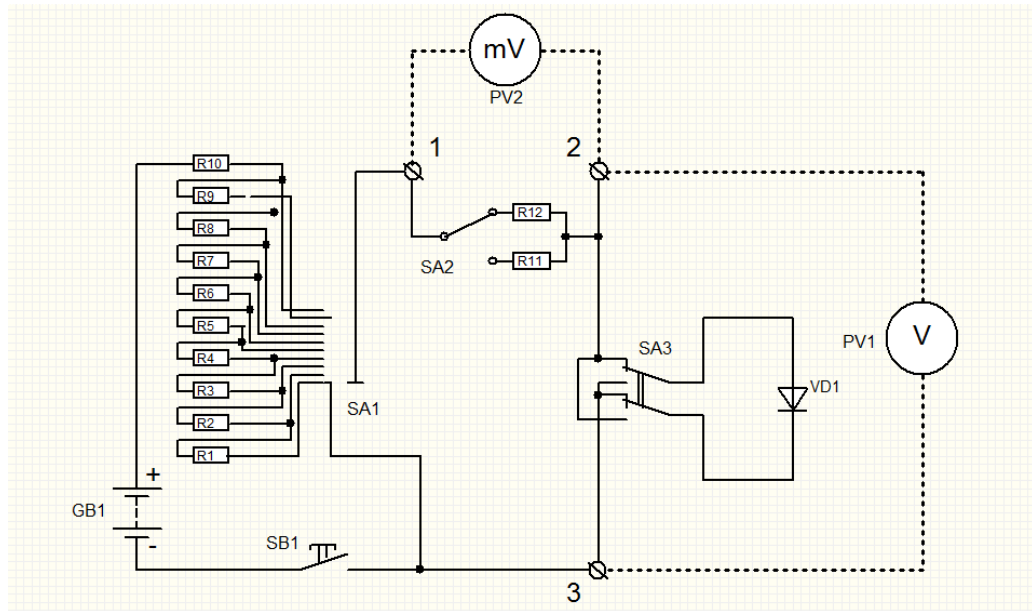 mV
PV2
1
2
R10
R9
R8
R7
R6
R5
R4
R3
R2
R1
R12
R11
SA2
SA1
SA3
VD1
PV1
V
+
GB1
-
SB1
3